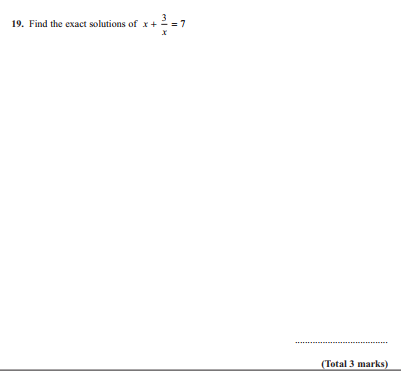 19. Find the exact solutions of x + 3/x = 7
(Total 3 marks)